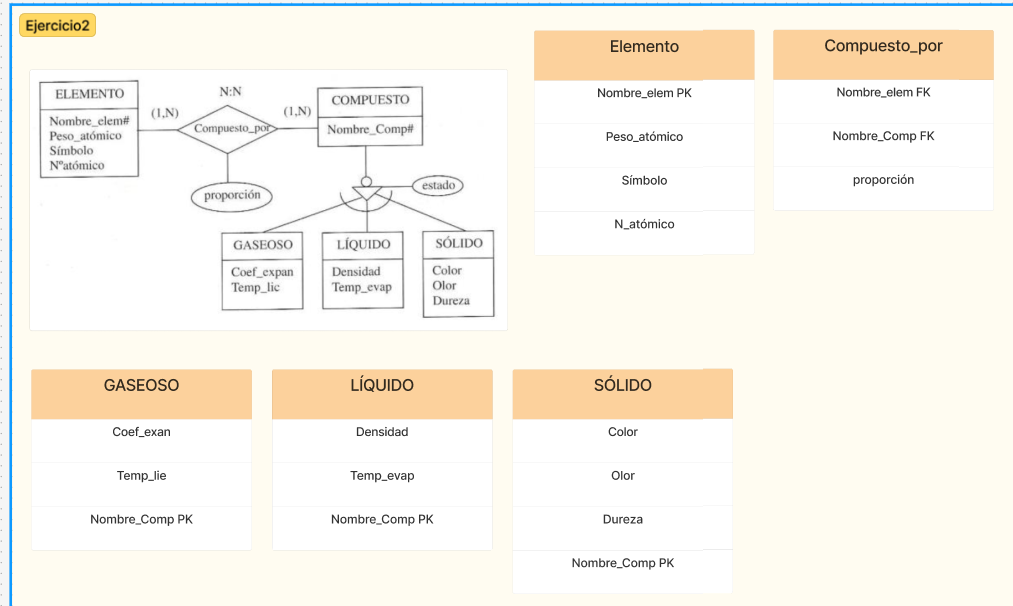 Ejercicio2
ELEMENTO
Nombre_elem#
Peso_atómico
Símbolo
Nºatómico
(1,N)
N:N
Compuesto_por
(1,N)
proporción
COMPUESTO
Nombre_Comp#
estado
GASEOSO
Coef_expan
Temp_lic
LÍQUIDO
Densidad
Temp_evap
SÓLIDO
Color
Olor
Dureza
Elemento
Nombre_elem PK
Peso_atómico
Símbolo
N_atómico
Compuesto_por
Nombre_elem FK
Nombre_Comp FK
proporción
GASEOSO
Coef_exan
Temp_lie
Nombre_Comp PK
LÍQUIDO
Densidad
Temp_evap
Nombre_Comp PK
SÓLIDO
Color
Olor
Dureza
Nombre_Comp PK